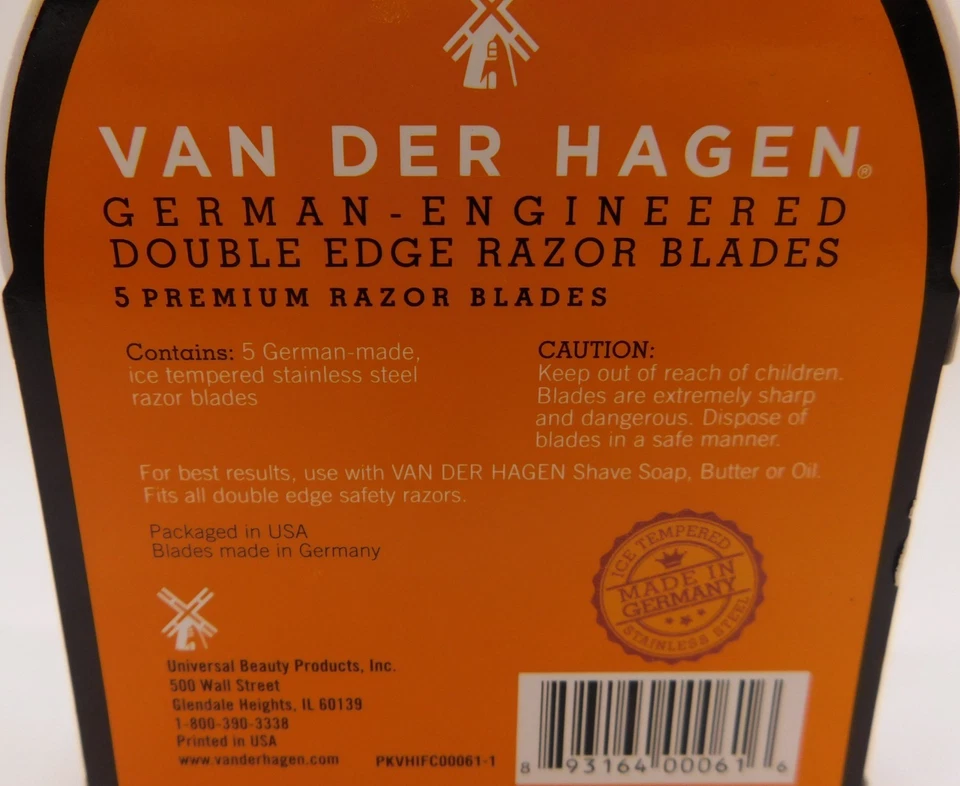 VAN DER HAGEN®
GERMAN-ENGINEERED
DOUBLE EDGE RAZOR BLADES
5 PREMIUM RAZOR BLADES
Contains: 5 German-made,
ice tempered stainless steel
razor blades
CAUTION:
Keep out of reach of children.
Blades are extremely sharp
and dangerous. Dispose of
blades in a safe manner.
For best results, use with VAN DER HAGEN Shave Soap, Butter or Oil.
Fits all double edge safety razors.
Packaged in USA
Blades made in Germany
ICE TEMPERED
MADE IN
GERMANY
STAINLESS STEEL
Universal Beauty Products, Inc.
500 Wall Street
Glendale Heights, IL 60139
1-800-390-3338
Printed in USA
www.vanderhagen.com
PKVHIFC00061-1
8 93164 00061 6